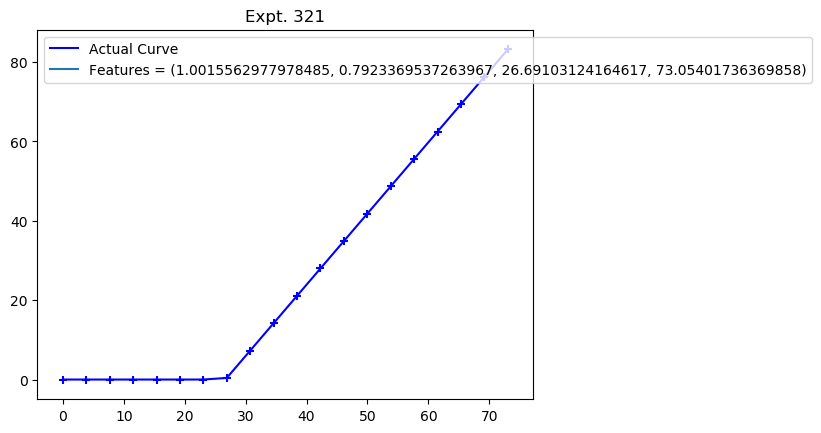 Expt. 321
Actual Curve
Features = (1.0015562977978485, 0.7923369537263967, 26.69103124164617, 73.05401736369858)
80
60
40
20
0
0 10 20 30 40 50 60 70